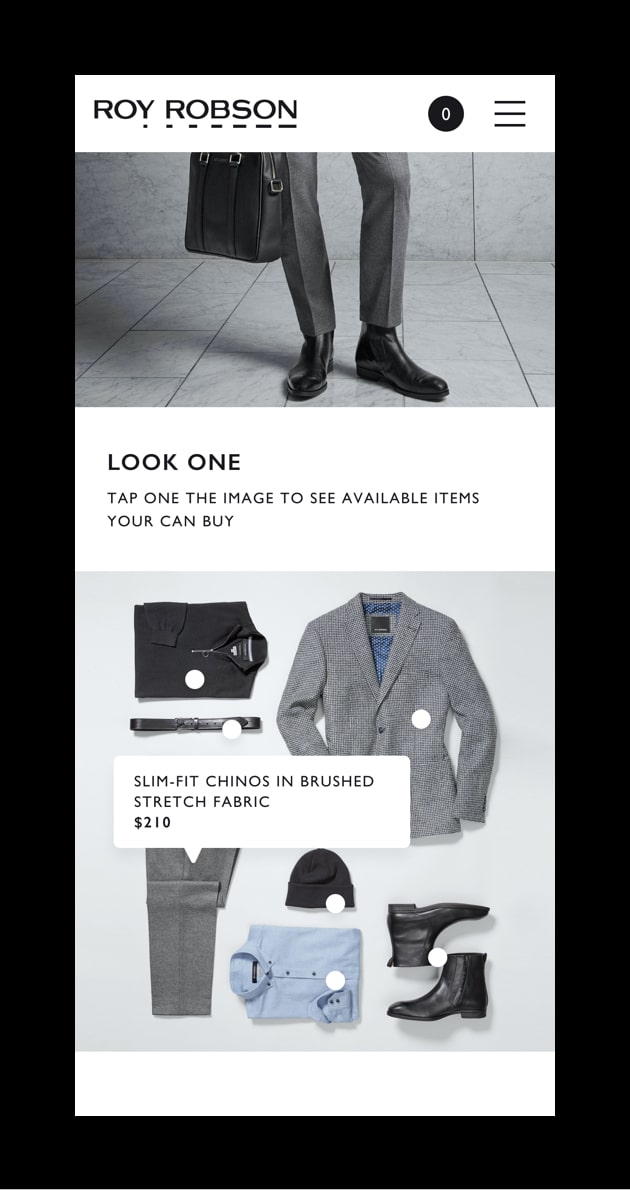 ROY ROBSON
0
LOOK ONE
TAP ONE THE IMAGE TO SEE AVAILABLE ITEMS
YOUR CAN BUY
SLIM-FIT CHINOS IN BRUSHED
STRETCH FABRIC
$210